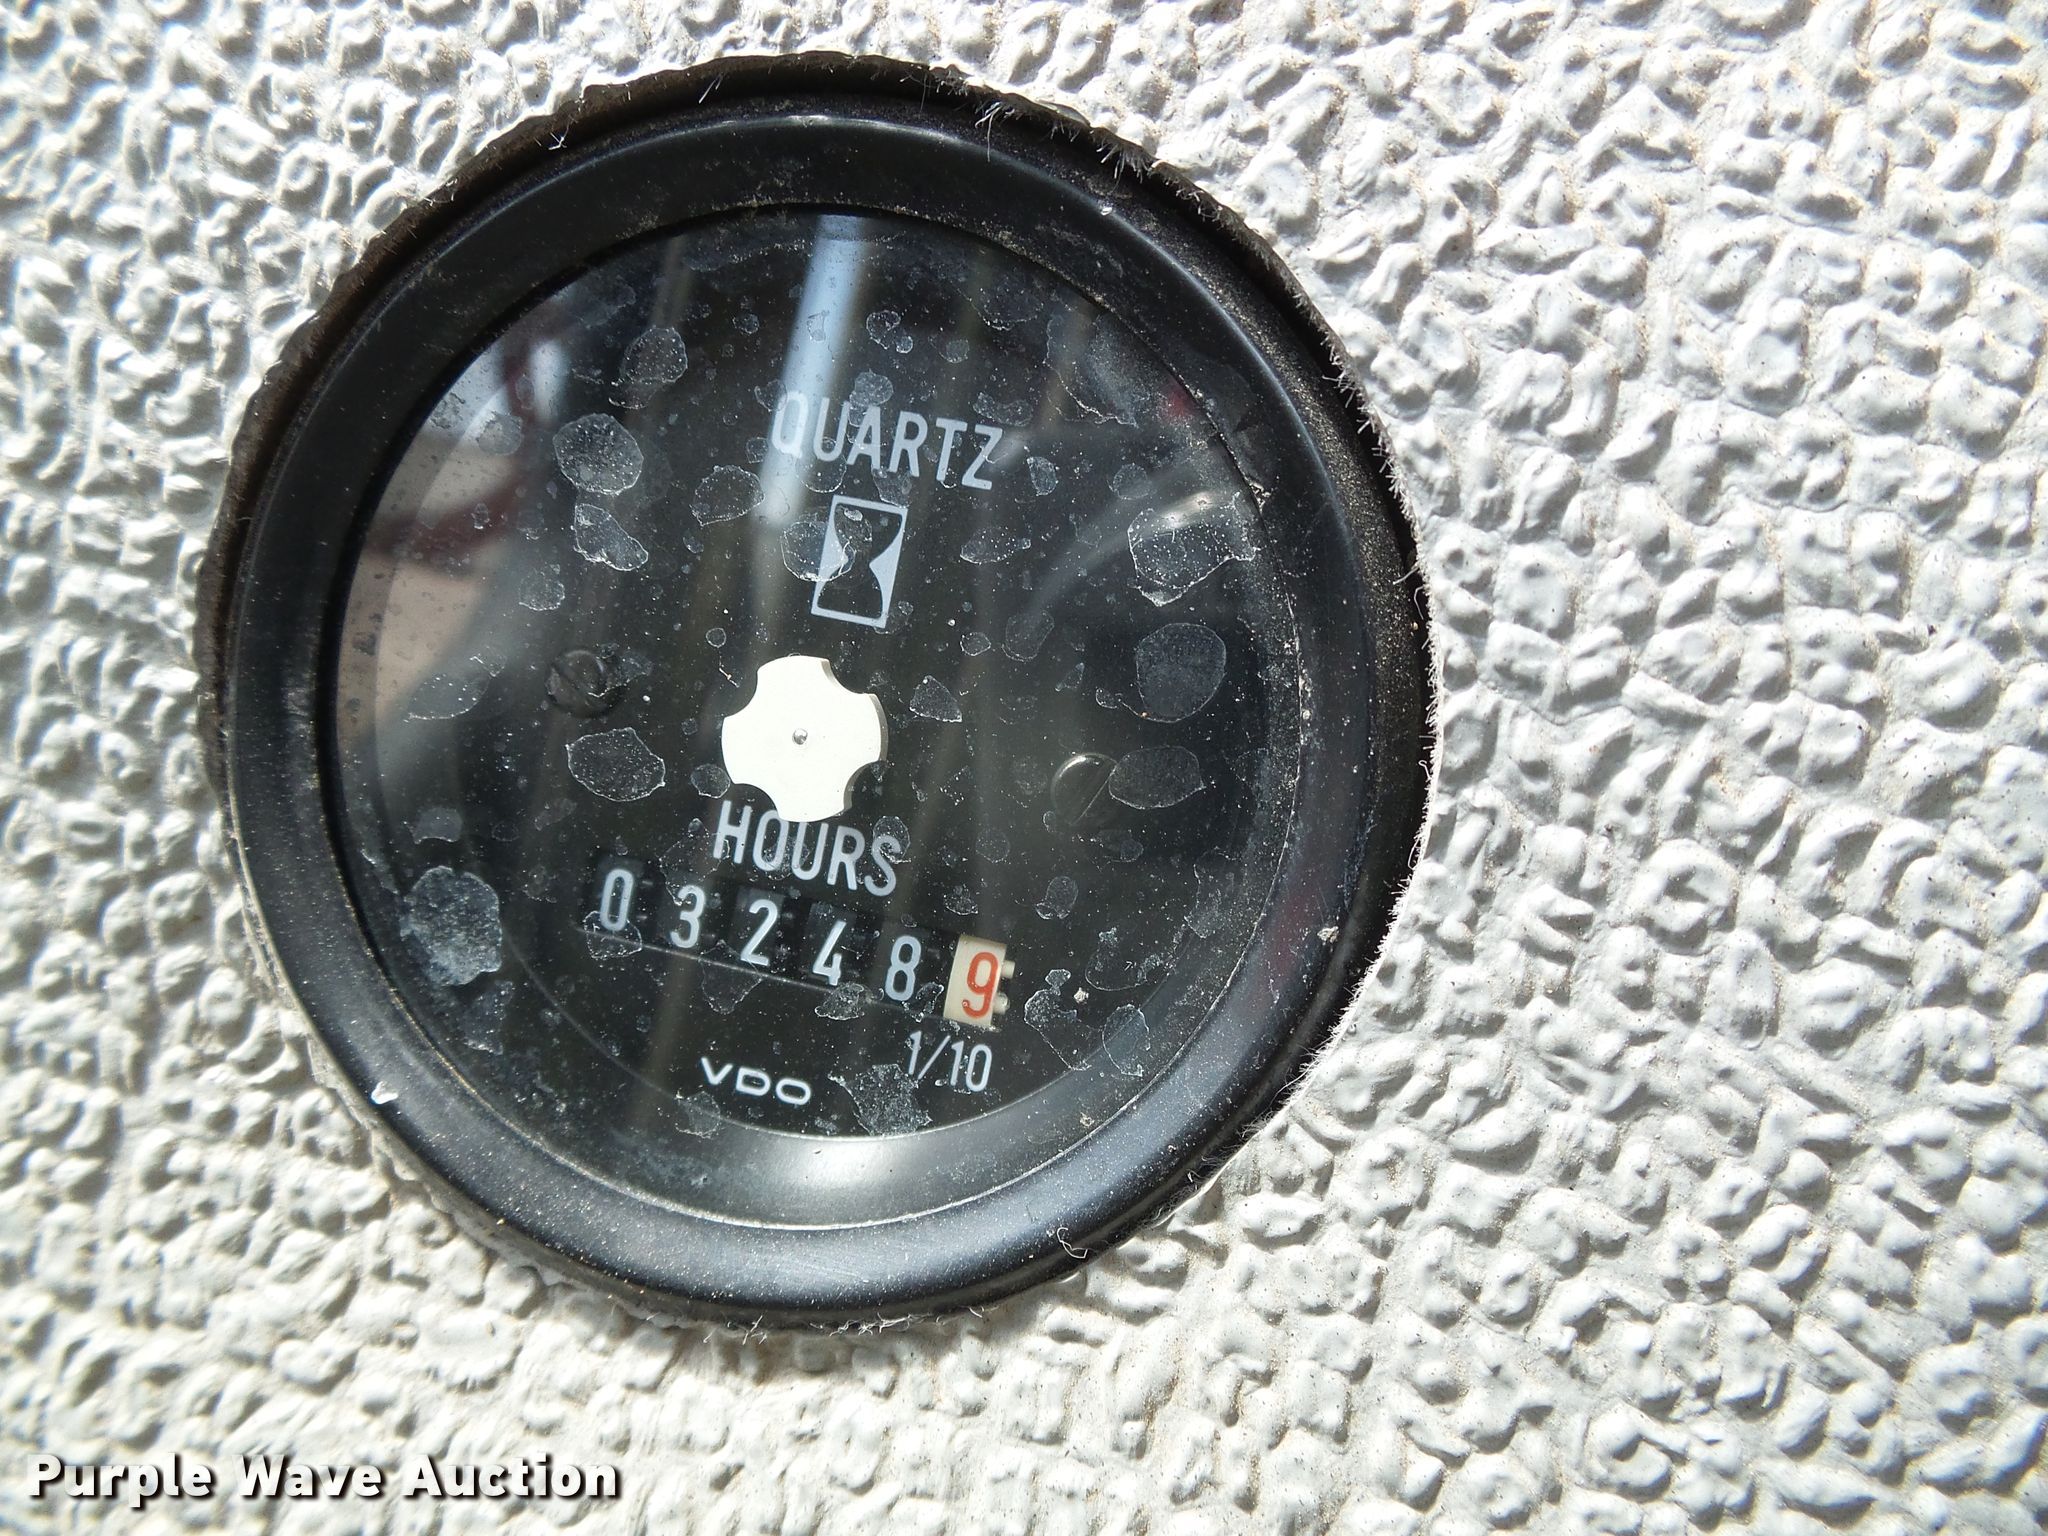 QUARTZ
HOURS
032489
1/10
VDO
Purple Wave Auction